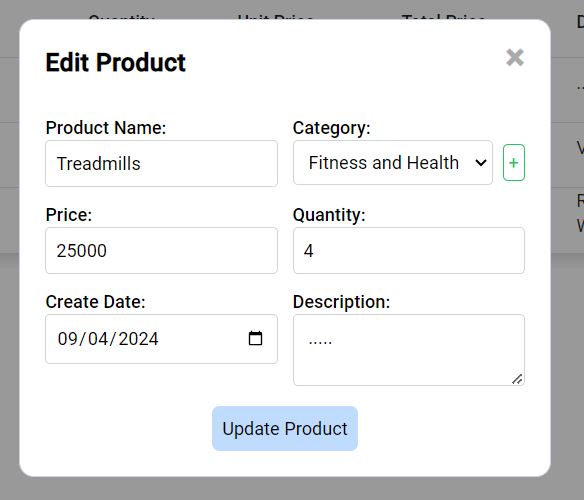 Quantity Unit Price Total Price D
Edit Product
×
Product Name: Category:
Treadmills Fitness and Health +
Price: Quantity:
25000 4
Create Date: Description:
09/04/2024 .....
Update Product